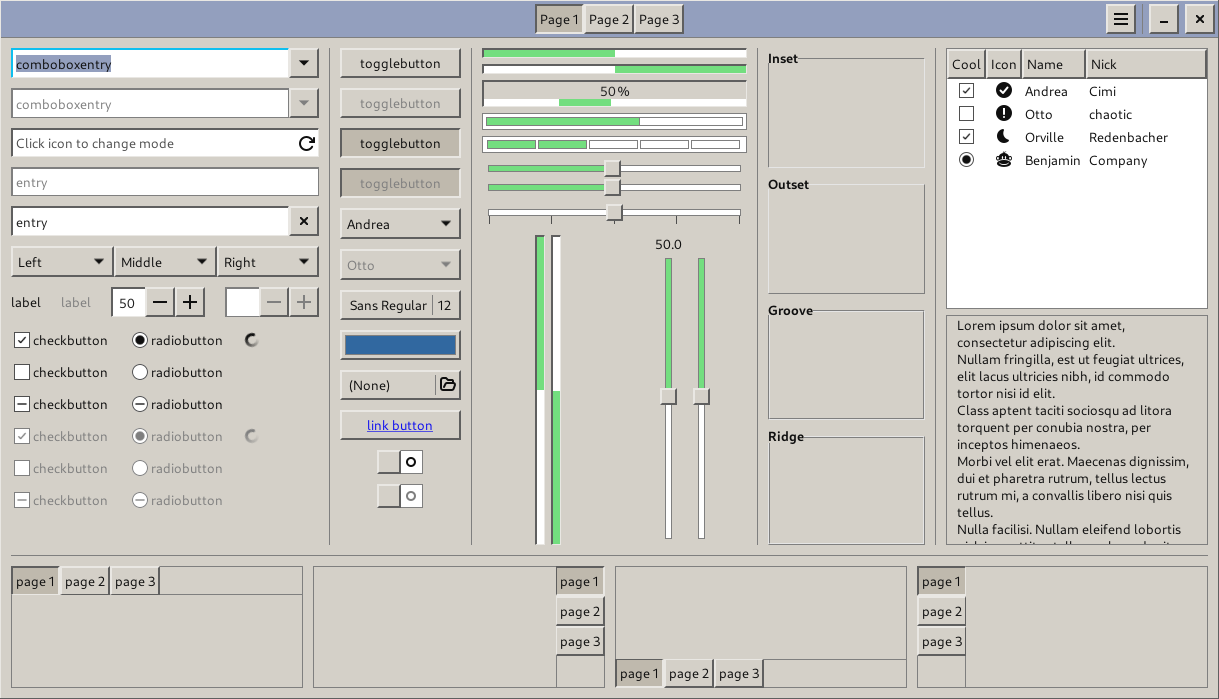 Page 1 Page 2 Page 3
comboboxentry
comboboxentry
Click icon to change mode
entry
entry
Left Middle Right
label label 50
checkbutton radiobutton
checkbutton radiobutton
checkbutton radiobutton
checkbutton radiobutton
checkbutton radiobutton
checkbutton radiobutton
togglebutton
togglebutton
togglebutton
togglebutton
Andrea
Otto
Sans Regular 12
(None)
link button
50 %
50.0
Inset
Outset
Groove
Ridge
Cool Icon Name Nick
Andrea Cimi
Otto chaotic
Orville Redenbacher
Benjamin Company
Lorem ipsum dolor sit amet,
consectetur adipiscing elit.
Nullam fringilla, est ut feugiat ultrices,
elit lacus ultricies nibh, id commodo
tortor nisi id elit.
Class aptent taciti sociosqu ad litora
torquent per conubia nostra, per
inceptos himenaeos.
Morbi vel elit erat. Maecenas dignissim,
dui et pharetra rutrum, tellus lectus
rutrum mi, a convallis libero nisi quis
tellus.
Nulla facilisi. Nullam eleifend lobortis
page 1 page 2 page 3
page 1
page 2
page 3
page 1 page 2 page 3
page 1
page 2
page 3